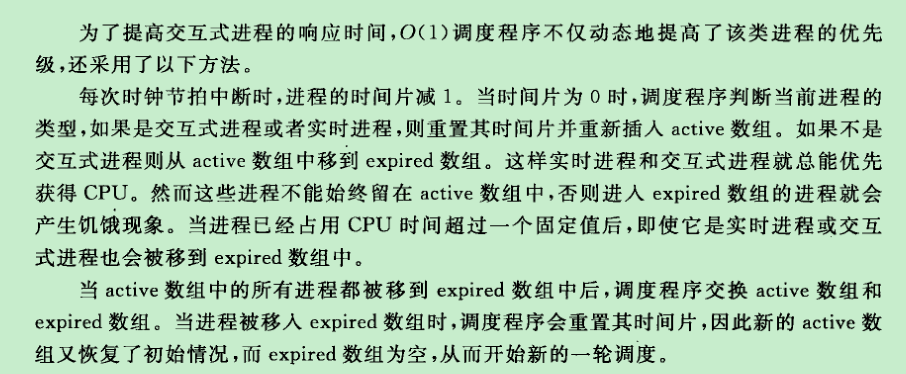 为了提高交互式进程的响应时间,O(1)调度程序不仅动态地提高了该类进程的优先
级,还采用了以下方法。
每次时钟节拍中断时,进程的时间片减 1。当时间片为 0 时,调度程序判断当前进程的
类型,如果是交互式进程或者实时进程,则重置其时间片并重新插入 active 数组。如果不是
交互式进程则从 active 数组中移到 expired 数组。这样实时进程和交互式进程就总能优先
获得 CPU。然而这些进程不能始终留在 active 数组中,否则进入 expired 数组的进程就会
产生饥饿现象。当进程已经占用 CPU 时间超过一个固定值后,即使它是实时进程或交互
式进程也会被移到 expired 数组中。
当 active 数组中的所有进程都被移到 expired 数组中后,调度程序交换 active 数组和
expired 数组。当进程被移入 expired 数组时,调度程序会重置其时间片,因此新的 active 数
组又恢复了初始情况,而 expired 数组为空,从而开始新的一轮调度。